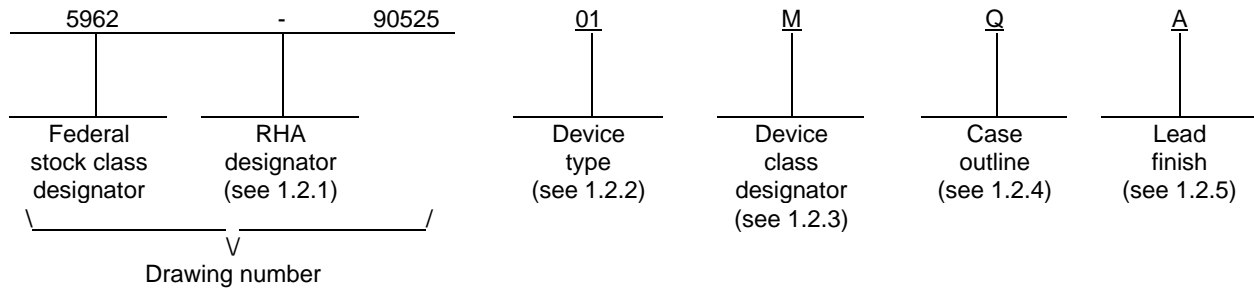 5962 - 90525 01 M Q A
Federal stock class designator
RHA designator (see 1.2.1)
Device type (see 1.2.2)
Device class designator (see 1.2.3)
Case outline (see 1.2.4)
Lead finish (see 1.2.5)
Drawing number